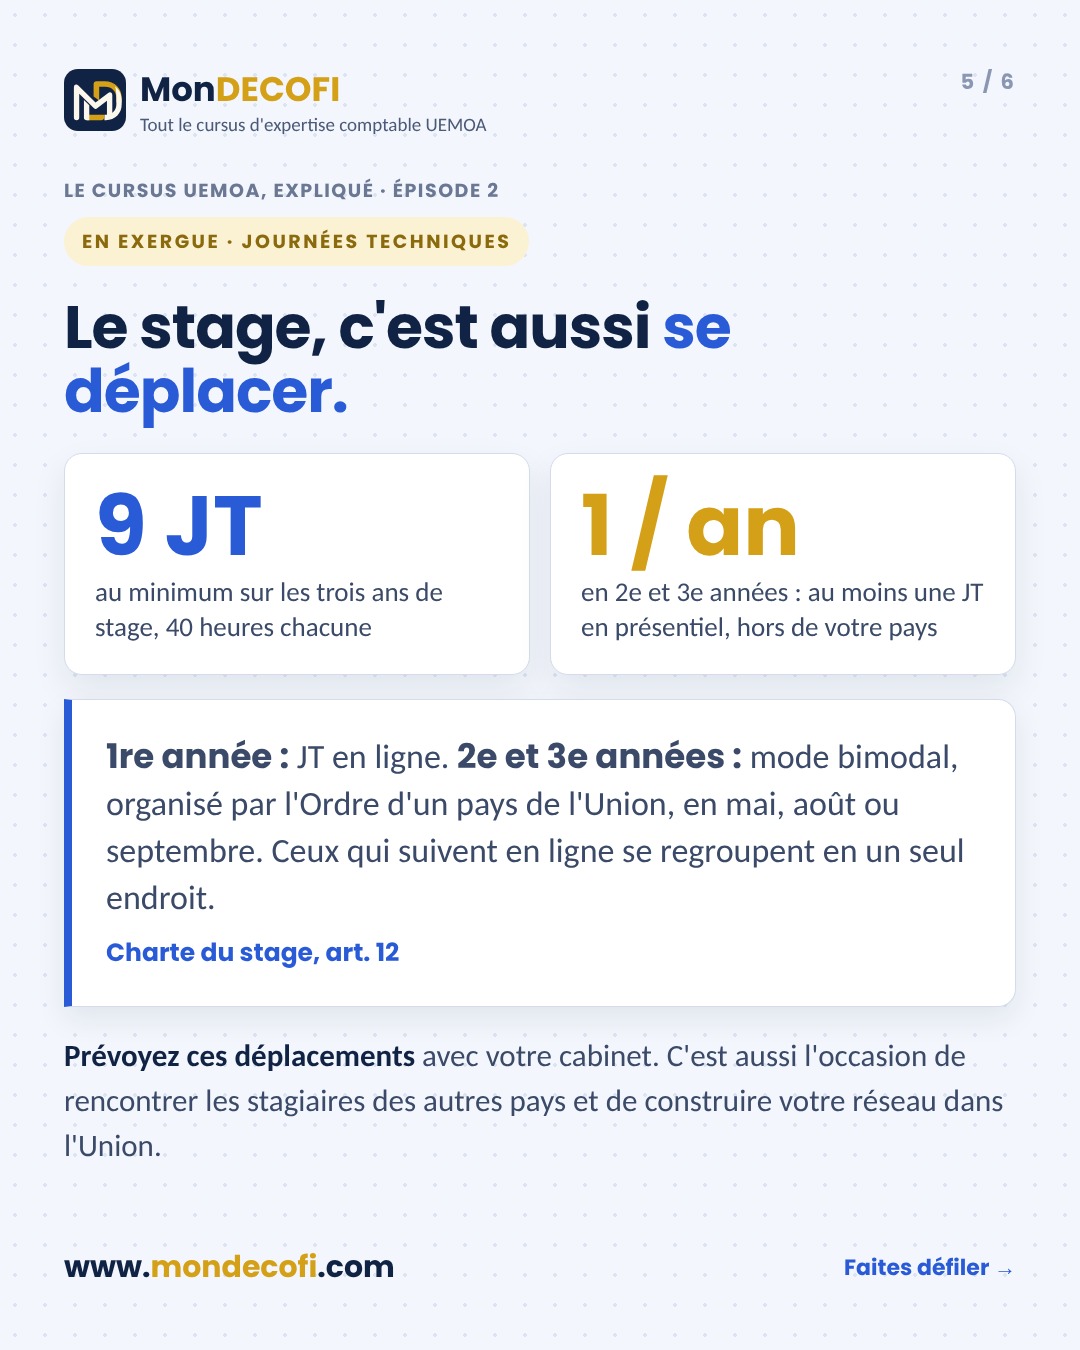 MonDECOFI
5 / 6
Tout le cursus d'expertise comptable UEMOA
LE CURSUS UEMOA, EXPLIQUÉ · ÉPISODE 2
EN EXERGUE · JOURNÉES TECHNIQUES
Le stage, c'est aussi se
déplacer.
9 JT
au minimum sur les trois ans de
stage, 40 heures chacune
1 / an
en 2e et 3e années : au moins une JT
en présentiel, hors de votre pays
1re année : JT en ligne. 2e et 3e années : mode bimodal,
organisé par l'Ordre d'un pays de l'Union, en mai, août ou
septembre. Ceux qui suivent en ligne se regroupent en un seul
endroit.
Charte du stage, art. 12
Prévoyez ces déplacements avec votre cabinet. C'est aussi l'occasion de
rencontrer les stagiaires des autres pays et de construire votre réseau dans
l'Union.
www.mondecofi.com
Faites défiler →